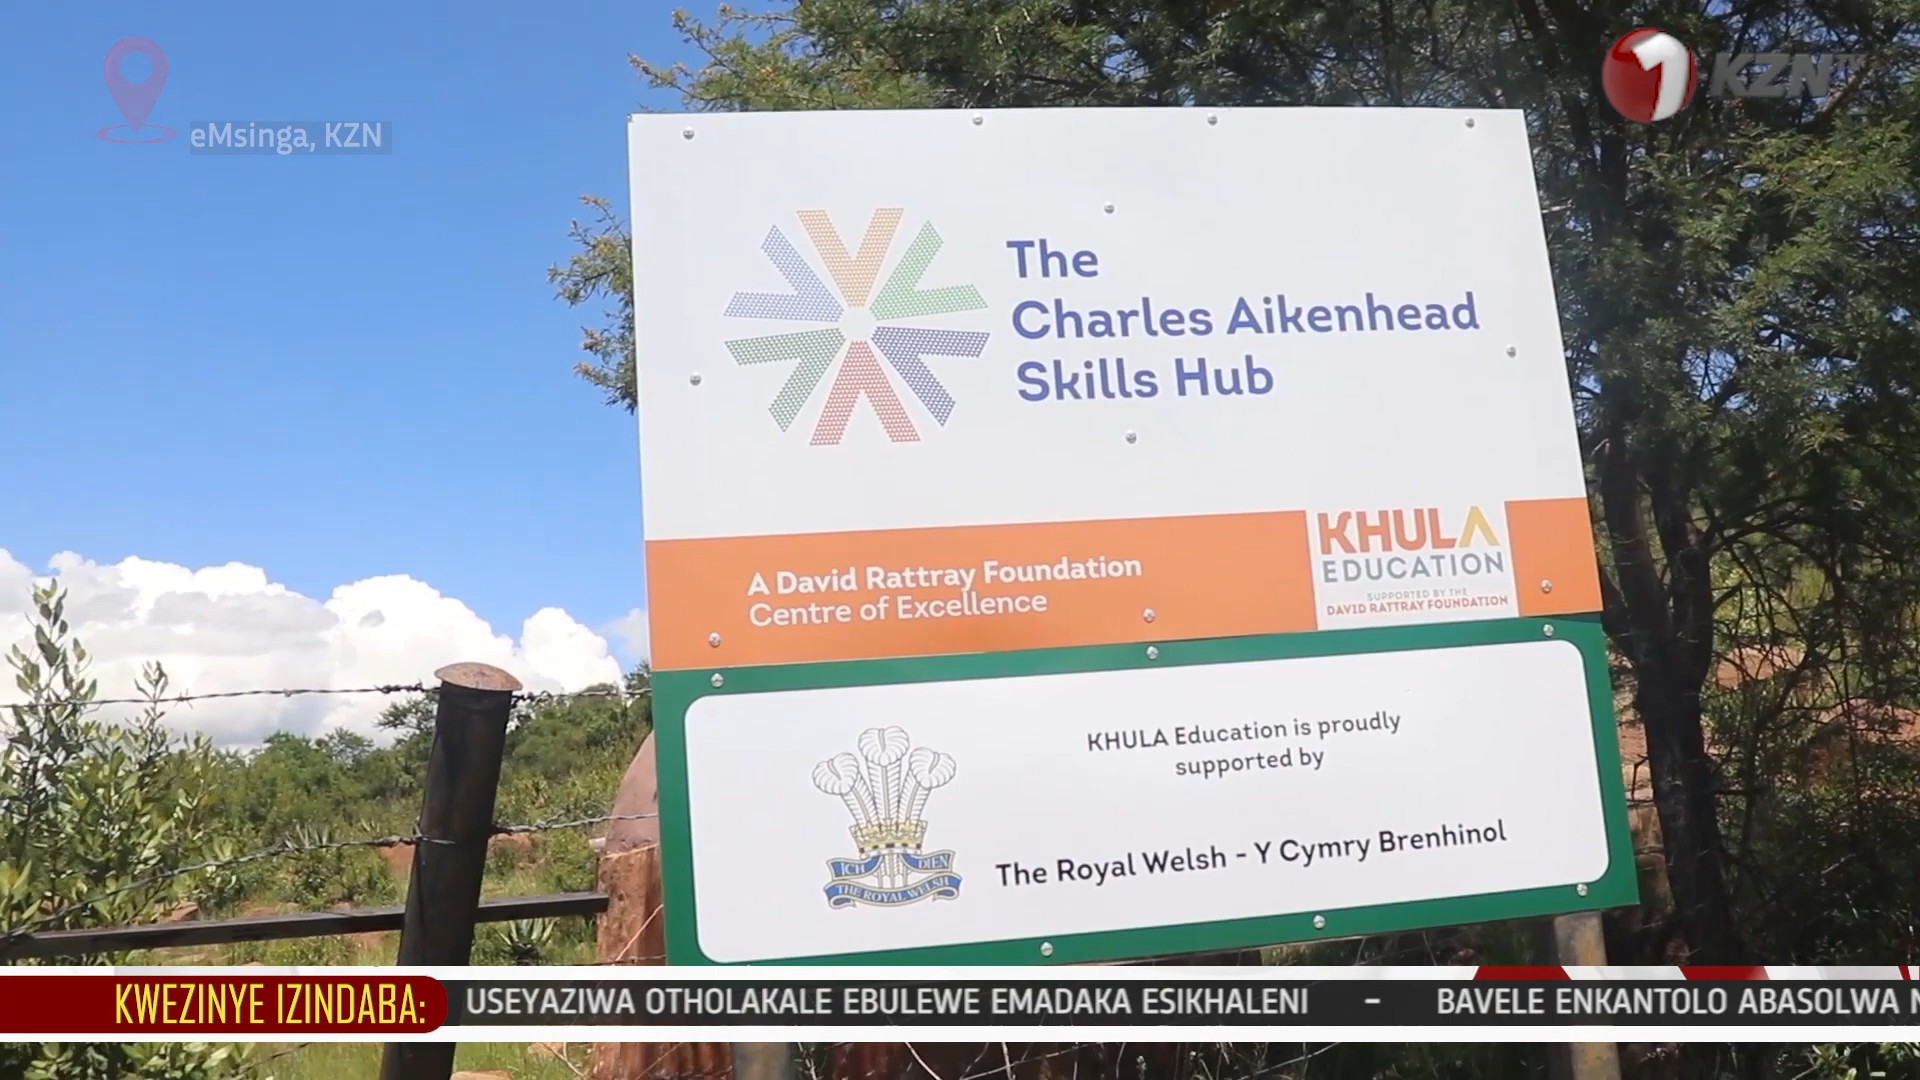 eMsinga, KZN
1 KZN TV
The
Charles Aikenhead
Skills Hub
A David Rattray Foundation
Centre of Excellence
KHULA
EDUCATION
SUPPORTED BY THE
DAVID RATTRAY FOUNDATION
KHULA Education is proudly
supported by
ICH DIEN
THE ROYAL WELSH
The Royal Welsh - Y Cymry Brenhinol
KWEZINYE IZINDABA: USEYAZIWA OTHOLAKALE EBULEWE EMADAKA ESIKHALENI - BAVELE ENKANTOLO ABASOLWA